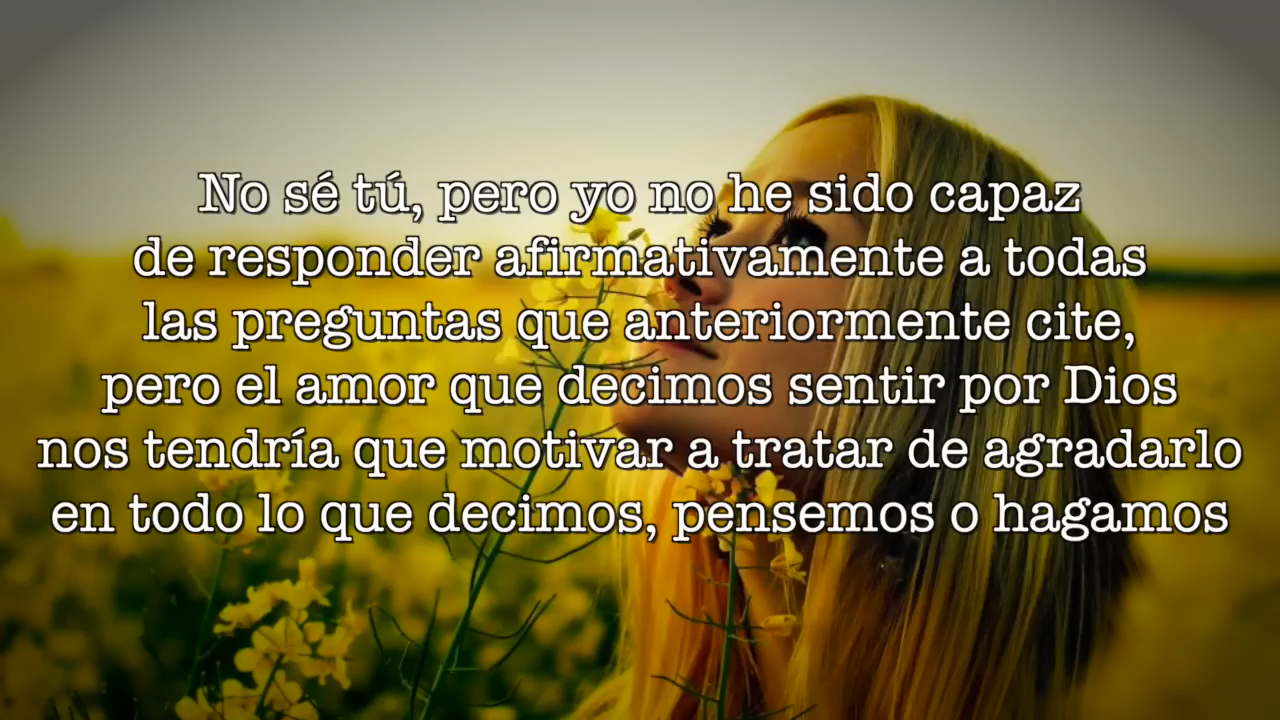 No sé tú, pero yo no he sido capaz
de responder afirmativamente a todas
las preguntas que anteriormente cite,
pero el amor que decimos sentir por Dios
nos tendría que motivar a tratar de agradarlo
en todo lo que decimos, pensemos o hagamos